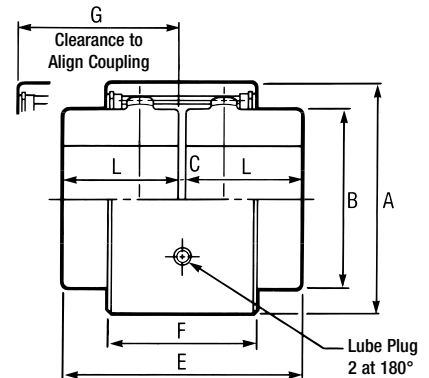 G
Clearance to
Align Coupling
L
C
L
B
A
F
E
Lube Plug
2 at 180°